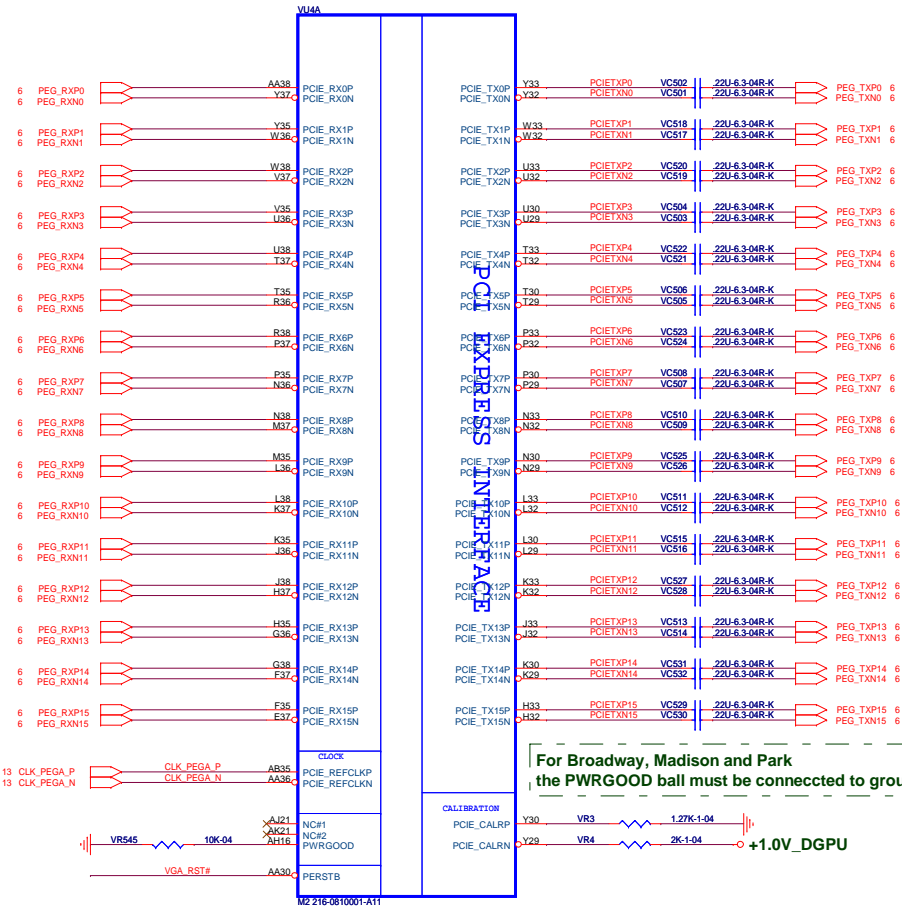 VU4A
6 PEG_RXP0 AA38 PCIE_RX0P PCIE_TX0P Y33 PCIETXP0 VC502 .22U-6.3-04R-K PEG_TXP0 6
6 PEG_RXN0 Y37 PCIE_RX0N PCIE_TX0N Y32 PCIETXN0 VC501 .22U-6.3-04R-K PEG_TXN0 6
6 PEG_RXP1 Y35 PCIE_RX1P PCIE_TX1P W33 PCIETXP1 VC518 .22U-6.3-04R-K PEG_TXP1 6
6 PEG_RXN1 W36 PCIE_RX1N PCIE_TX1N W32 PCIETXN1 VC517 .22U-6.3-04R-K PEG_TXN1 6
6 PEG_RXP2 W38 PCIE_RX2P PCIE_TX2P U33 PCIETXP2 VC520 .22U-6.3-04R-K PEG_TXP2 6
6 PEG_RXN2 V37 PCIE_RX2N PCIE_TX2N U32 PCIETXN2 VC519 .22U-6.3-04R-K PEG_TXN2 6
6 PEG_RXP3 V35 PCIE_RX3P PCIE_TX3P U30 PCIETXP3 VC504 .22U-6.3-04R-K PEG_TXP3 6
6 PEG_RXN3 U36 PCIE_RX3N PCIE_TX3N U29 PCIETXN3 VC503 .22U-6.3-04R-K PEG_TXN3 6
6 PEG_RXP4 U38 PCIE_RX4P PCIE_TX4P T33 PCIETXP4 VC522 .22U-6.3-04R-K PEG_TXP4 6
6 PEG_RXN4 T37 PCIE_RX4N PCIE_TX4N T32 PCIETXN4 VC521 .22U-6.3-04R-K PEG_TXN4 6
PCI EXPRESS INTERFACE
6 PEG_RXP5 T35 PCIE_RX5P PCIE_TX5P T30 PCIETXP5 VC506 .22U-6.3-04R-K PEG_TXP5 6
6 PEG_RXN5 R36 PCIE_RX5N PCIE_TX5N T29 PCIETXN5 VC505 .22U-6.3-04R-K PEG_TXN5 6
6 PEG_RXP6 R38 PCIE_RX6P PCIE_TX6P P33 PCIETXP6 VC523 .22U-6.3-04R-K PEG_TXP6 6
6 PEG_RXN6 P37 PCIE_RX6N PCIE_TX6N P32 PCIETXN6 VC524 .22U-6.3-04R-K PEG_TXN6 6
6 PEG_RXP7 P35 PCIE_RX7P PCIE_TX7P P30 PCIETXP7 VC508 .22U-6.3-04R-K PEG_TXP7 6
6 PEG_RXN7 N36 PCIE_RX7N PCIE_TX7N P29 PCIETXN7 VC507 .22U-6.3-04R-K PEG_TXN7 6
6 PEG_RXP8 N38 PCIE_RX8P PCIE_TX8P N33 PCIETXP8 VC510 .22U-6.3-04R-K PEG_TXP8 6
6 PEG_RXN8 M37 PCIE_RX8N PCIE_TX8N N32 PCIETXN8 VC509 .22U-6.3-04R-K PEG_TXN8 6
6 PEG_RXP9 M35 PCIE_RX9P PCIE_TX9P N30 PCIETXP9 VC525 .22U-6.3-04R-K PEG_TXP9 6
6 PEG_RXN9 L36 PCIE_RX9N PCIE_TX9N N29 PCIETXN9 VC526 .22U-6.3-04R-K PEG_TXN9 6
6 PEG_RXP10 L38 PCIE_RX10P PCIE_TX10P L33 PCIETXP10 VC511 .22U-6.3-04R-K PEG_TXP10 6
6 PEG_RXN10 K37 PCIE_RX10N PCIE_TX10N L32 PCIETXN10 VC512 .22U-6.3-04R-K PEG_TXN10 6
6 PEG_RXP11 K35 PCIE_RX11P PCIE_TX11P L30 PCIETXP11 VC515 .22U-6.3-04R-K PEG_TXP11 6
6 PEG_RXN11 J36 PCIE_RX11N PCIE_TX11N L29 PCIETXN11 VC516 .22U-6.3-04R-K PEG_TXN11 6
6 PEG_RXP12 J38 PCIE_RX12P PCIE_TX12P K33 PCIETXP12 VC527 .22U-6.3-04R-K PEG_TXP12 6
6 PEG_RXN12 H37 PCIE_RX12N PCIE_TX12N K32 PCIETXN12 VC528 .22U-6.3-04R-K PEG_TXN12 6
6 PEG_RXP13 H35 PCIE_RX13P PCIE_TX13P J33 PCIETXP13 VC513 .22U-6.3-04R-K PEG_TXP13 6
6 PEG_RXN13 G36 PCIE_RX13N PCIE_TX13N J32 PCIETXN13 VC514 .22U-6.3-04R-K PEG_TXN13 6
6 PEG_RXP14 G38 PCIE_RX14P PCIE_TX14P K30 PCIETXP14 VC531 .22U-6.3-04R-K PEG_TXP14 6
6 PEG_RXN14 F37 PCIE_RX14N PCIE_TX14N K29 PCIETXN14 VC532 .22U-6.3-04R-K PEG_TXN14 6
6 PEG_RXP15 F35 PCIE_RX15P PCIE_TX15P H33 PCIETXP15 VC529 .22U-6.3-04R-K PEG_TXP15 6
6 PEG_RXN15 E37 PCIE_RX15N PCIE_TX15N H32 PCIETXN15 VC530 .22U-6.3-04R-K PEG_TXN15 6
CLOCK
13 CLK_PEGA_P CLK_PEGA_P AB35 PCIE_REFCLKP
13 CLK_PEGA_N CLK_PEGA_N AA36 PCIE_REFCLKN
For Broadway, Madison and Park
the PWRGOOD ball must be conneccted to grou
CALIBRATION
AJ21 NC#1
AK21 NC#2
VR545 10K-04 AH16 PWRGOOD
PCIE_CALRP Y30 VR3 1.27K-1-04
PCIE_CALRN Y29 VR4 2K-1-04 +1.0V_DGPU
VGA_RST# AA30 PERSTB
M2 216-0810001-A11